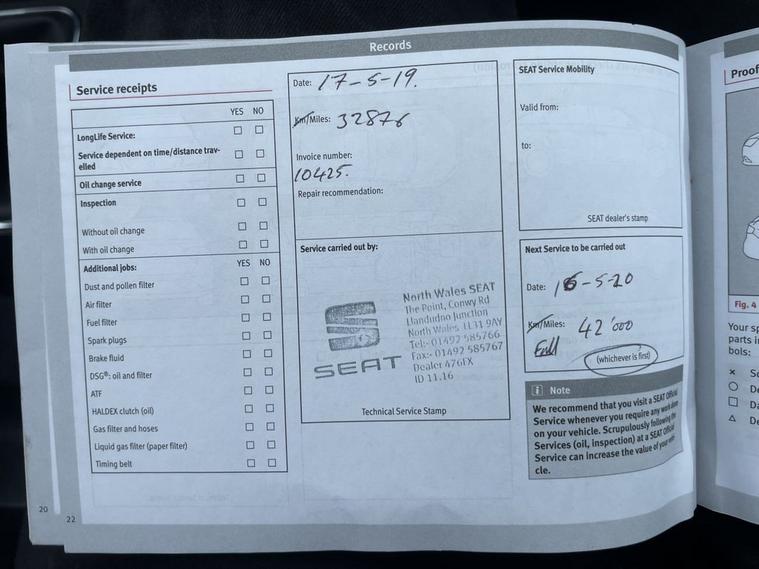 Records
Service receipts
YES NO
LongLife Service:
Service dependent on time/distance trav-
elled
Oil change service
Inspection
Without oil change
With oil change
Additional jobs: YES NO
Dust and pollen filter
Air filter
Fuel filter
Spark plugs
Brake fluid
DSG®: oil and filter
ATF
HALDEX clutch (oil)
Gas filter and hoses
Liquid gas filter (paper filter)
Timing belt
Date: 17-5-19.
Km/Miles: 32876
Invoice number:
10425.
Repair recommendation:
Service carried out by:
SEAT
North Wales SEAT
The Point, Conwy Rd
Llandudno Junction
North Wales LL31 9AY
Tel:- 01492 585766
Fax:- 01492 585767
Dealer A76FX
ID 11.16
Technical Service Stamp
SEAT Service Mobility
Valid from:
to:
SEAT dealer's stamp
Next Service to be carried out
Date: 16-5-20
Km/Miles: 42'000
Full
(whichever is first)
i Note
We recommend that you visit a SEAT Official
Service whenever you require any work done
on your vehicle. Scrupulously following the
Services (oil, inspection) at a SEAT Official
Service can increase the value of your vehi-
cle.
20
22
Proof
Fig. 4
Your sp
parts i
bols:
× Se
De
Da
De